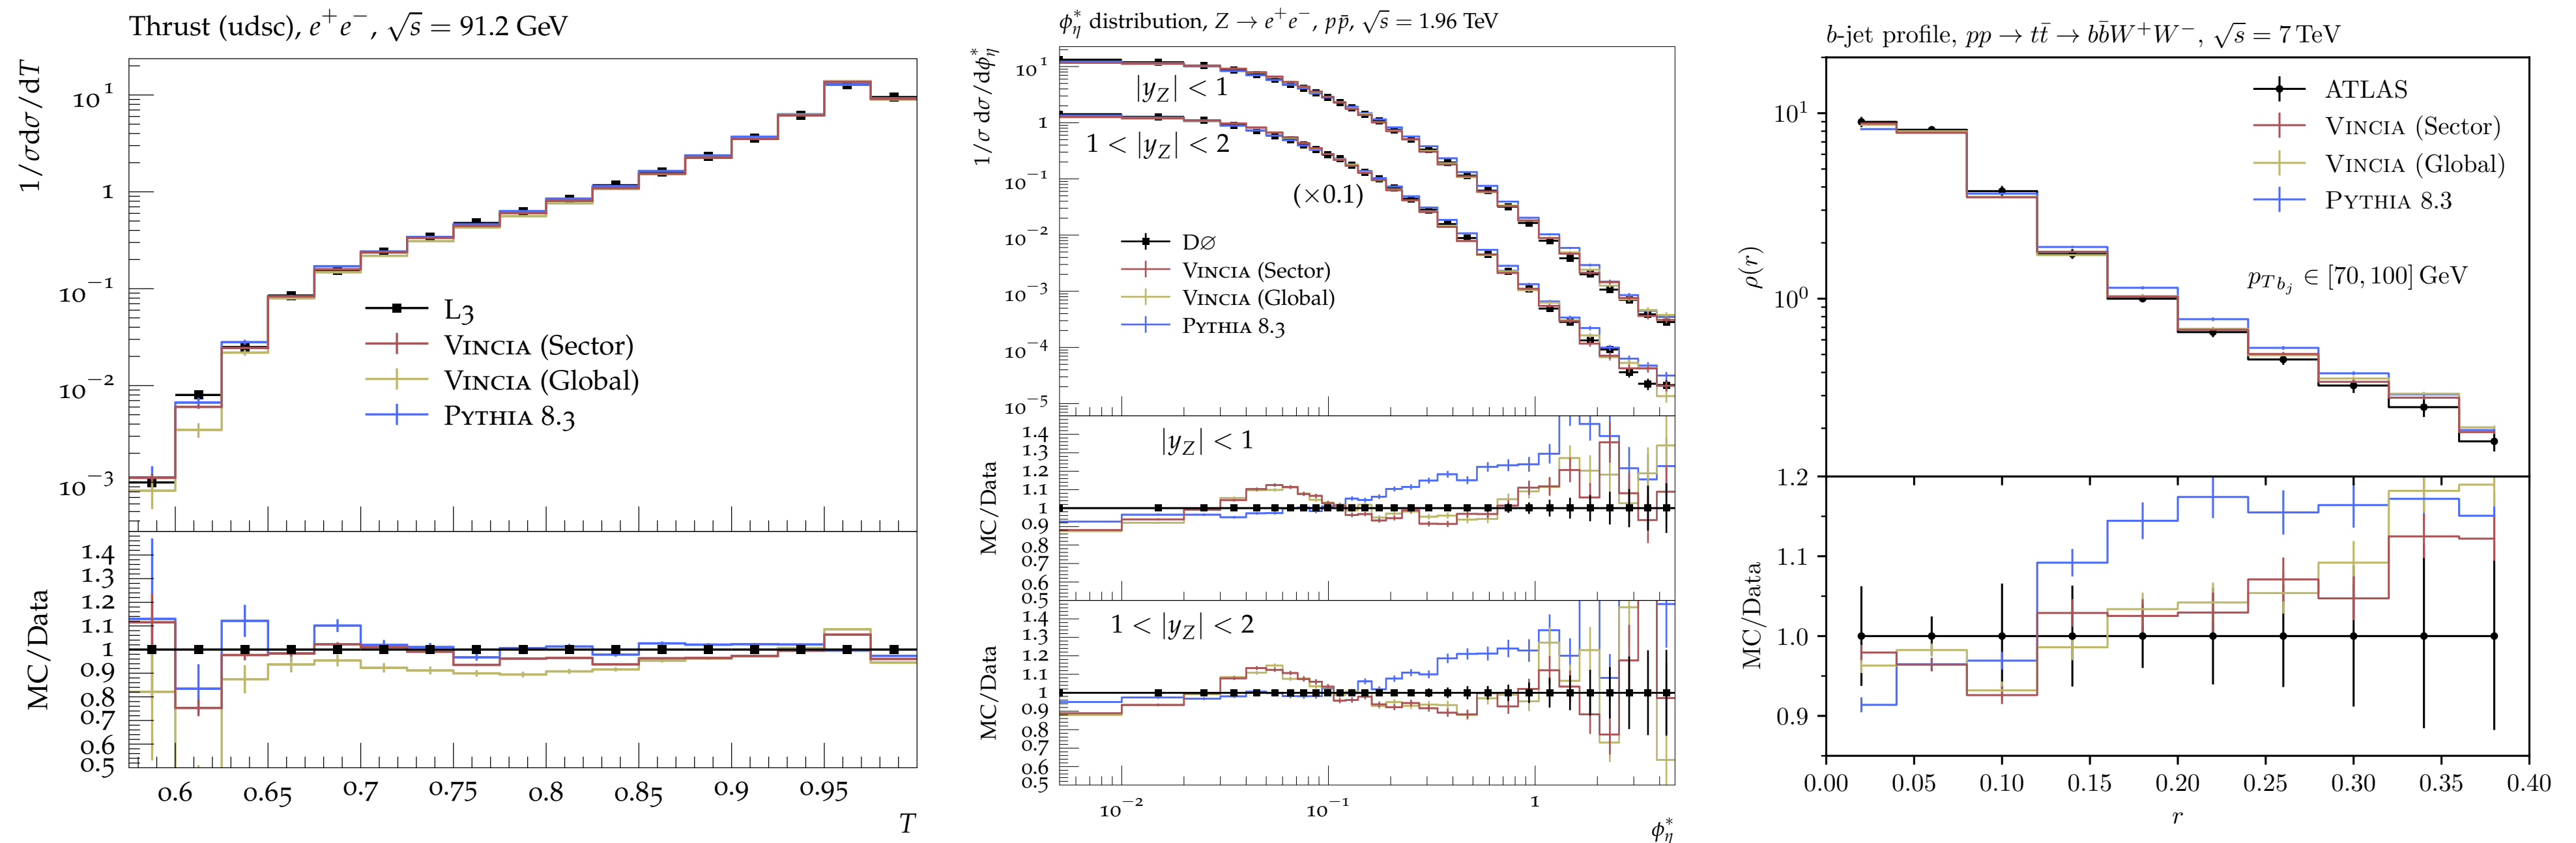 Thrust (udsc), e⁺e⁻, √s = 91.2 GeV
1/σdσ/dT
10¹
1
10⁻¹
10⁻²
10⁻³
L3
VINCIA (Sector)
VINCIA (Global)
PYTHIA 8.3
MC/Data
1.4
1.3
1.2
1.1
1
0.9
0.8
0.7
0.6
0.5
0.6 0.65 0.7 0.75 0.8 0.85 0.9 0.95
T
ϕ*η distribution, Z → e⁺e⁻, pp̄, √s = 1.96 TeV
1/σ dσ/dϕ*η
10¹
1
10⁻¹
10⁻²
10⁻³
10⁻⁴
10⁻⁵
|y_Z| < 1
1 < |y_Z| < 2
(×0.1)
DØ
VINCIA (Sector)
VINCIA (Global)
PYTHIA 8.3
|y_Z| < 1
MC/Data
1.4
1.3
1.2
1.1
1
0.9
0.8
0.7
0.6
0.5
1 < |y_Z| < 2
MC/Data
1.4
1.3
1.2
1.1
1
0.9
0.8
0.7
0.6
0.5
10⁻² 10⁻¹ 1
ϕ*η
b-jet profile, pp → tt̄ → bb̄W⁺W⁻, √s = 7 TeV
ρ(r)
10¹
10⁰
ATLAS
VINCIA (Sector)
VINCIA (Global)
PYTHIA 8.3
p_T b_j ∈ [70, 100] GeV
MC/Data
1.2
1.1
1.0
0.9
0.00 0.05 0.10 0.15 0.20 0.25 0.30 0.35 0.40
r